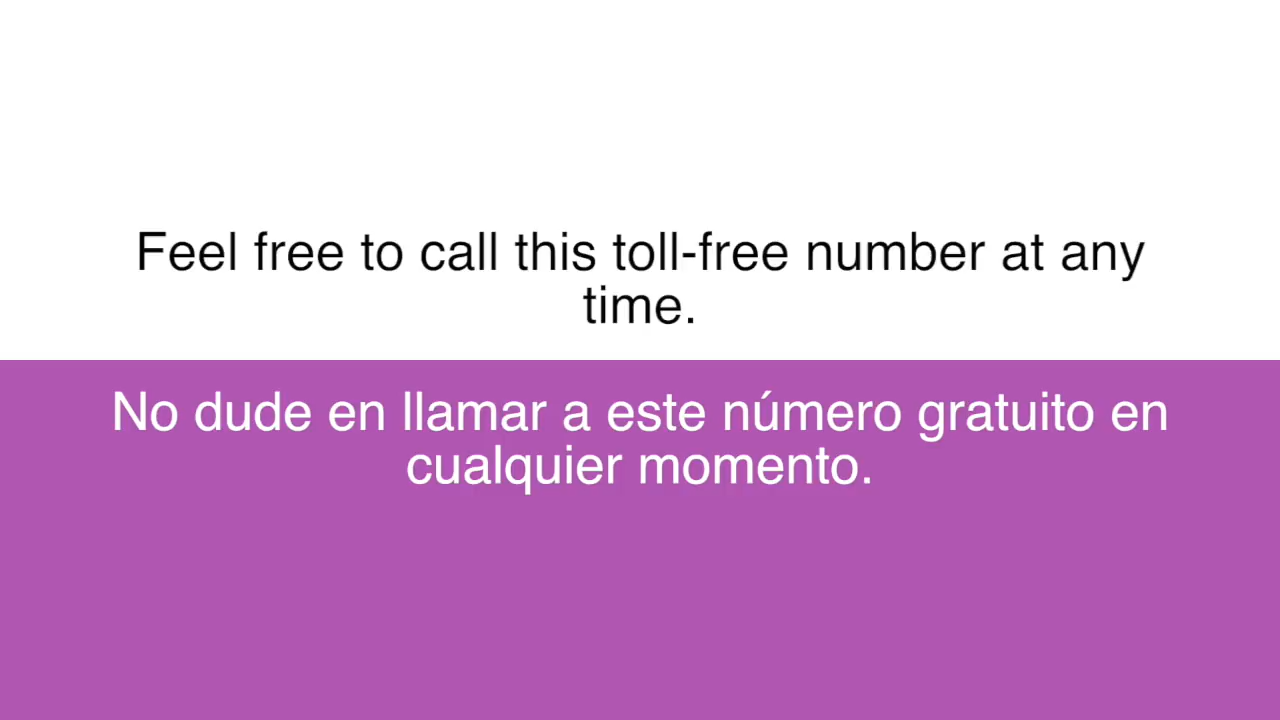 Feel free to call this toll-free number at any
time.
No dude en llamar a este número gratuito en
cualquier momento.